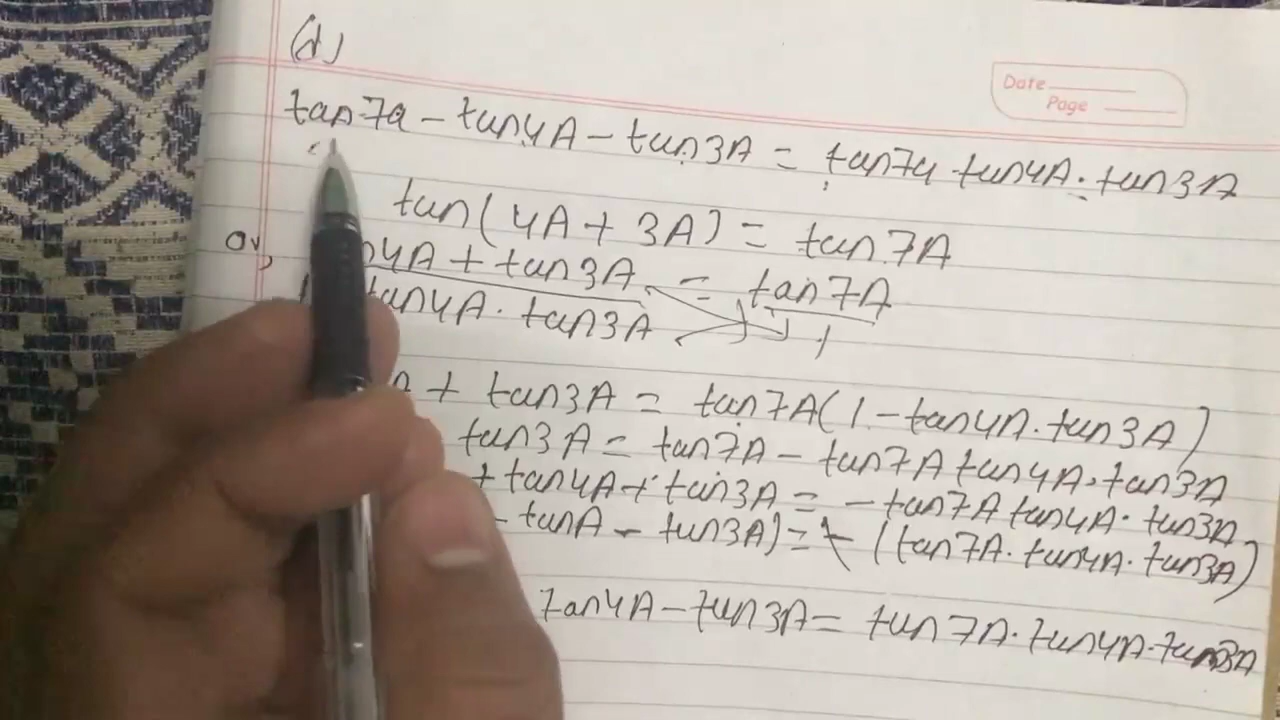 (d)
Date
Page
tan7a - tan4A - tan3A = tan7a tan4A. tan3A
tan(4A + 3A) = tan7A
or, n4A + tan3A = tan7A
tan4A. tan3A 1
+ tan3A = tan7A(1 - tan4A. tan3A)
tan3A = tan7A - tan7A tan4A. tan3A
+ tan4A + tan3A = - tan7A tan4A. tan3A
- tanA - tan3A) = - (tan7A. tan4A. tan3A)
tan4A - tan3A = tan7A. tan4A. tan3A